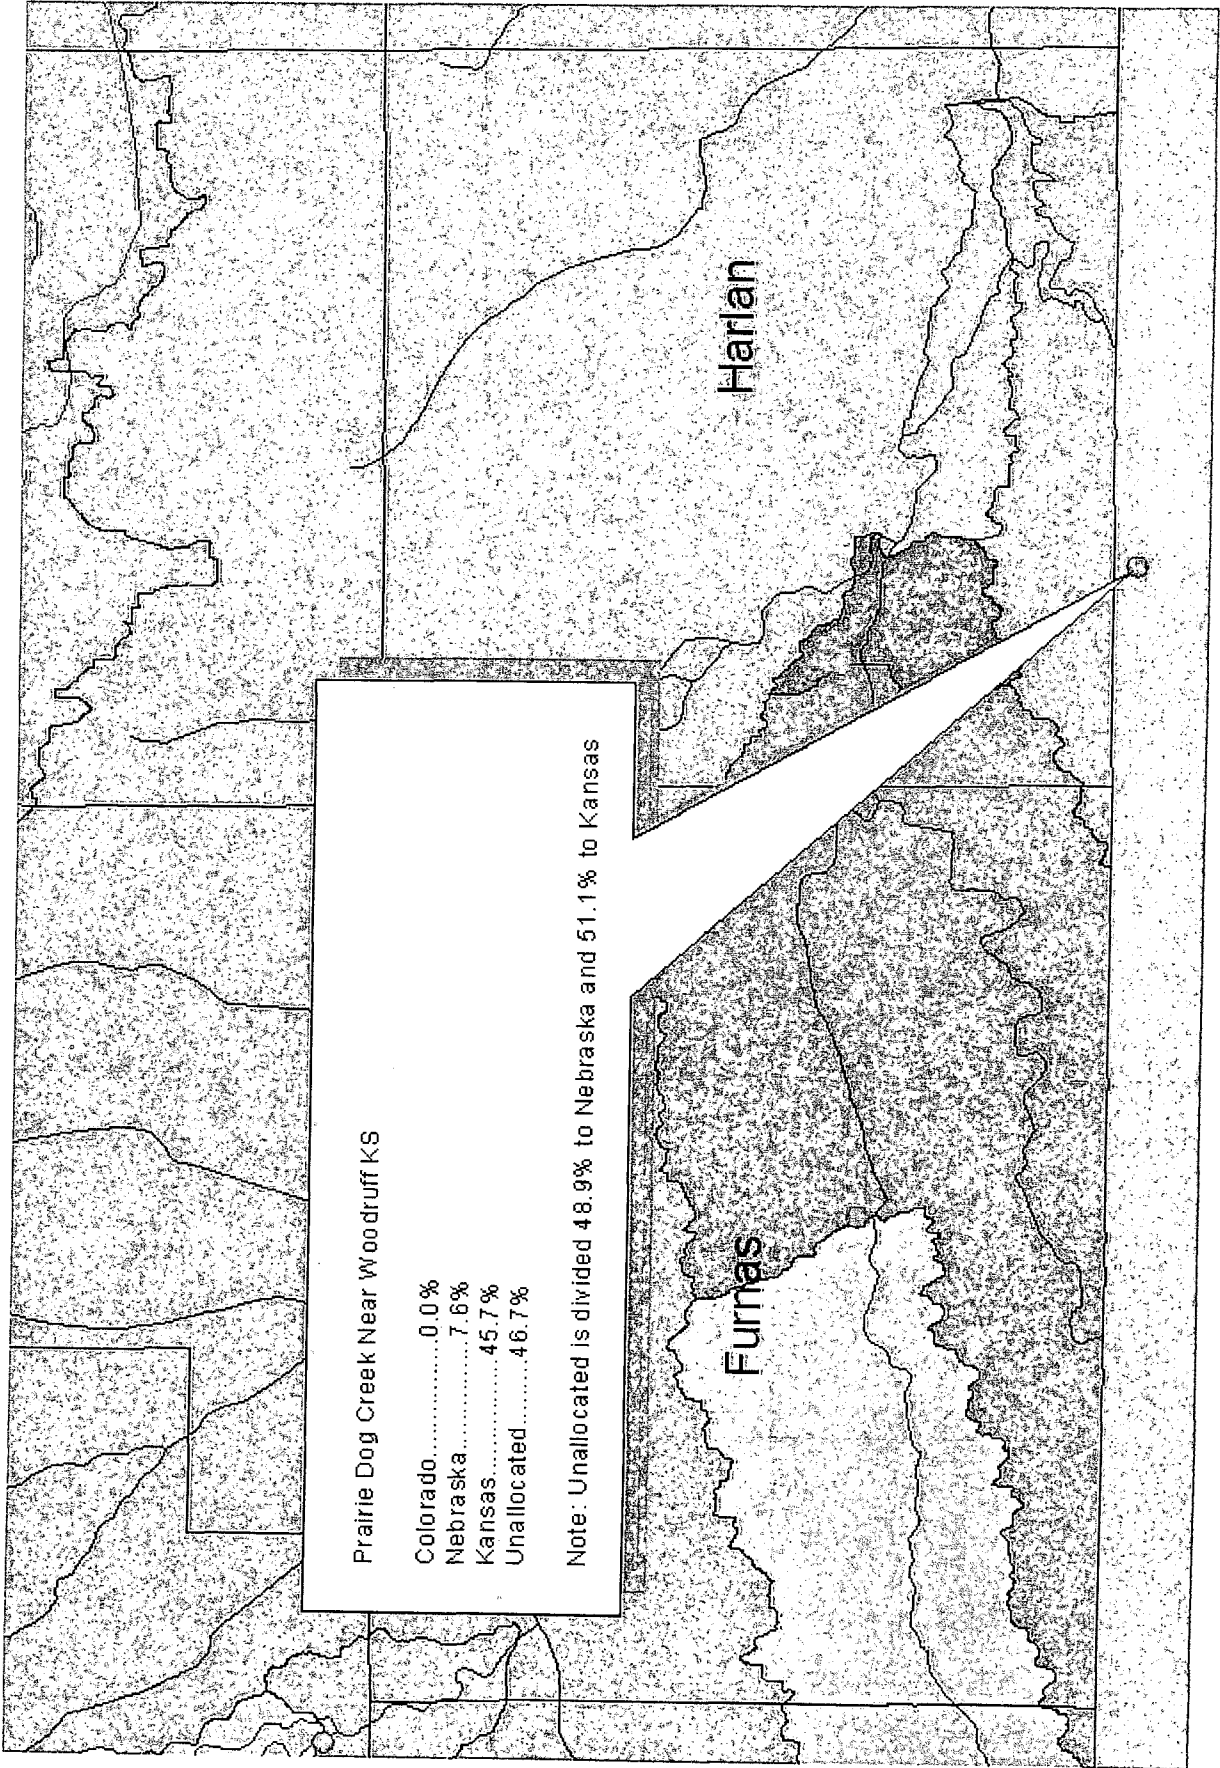 Prairie Dog Creek Near Woodruff KS
Colorado................0.0%
Nebraska...............7.6%
Kansas.................45.7%
Unallocated.........46.7%
Note: Unallocated is divided 48.9% to Nebraska and 51.1% to Kansas
Furnas
Harlan